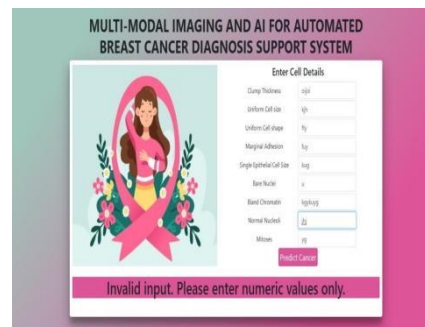 MULTI-MODAL IMAGING AND AI FOR AUTOMATED
BREAST CANCER DIAGNOSIS SUPPORT SYSTEM
Enter Cell Details
Clump Thickness
Uniform Cell size
kjh
Uniform Cell shape
Marginal Adhesion
Single Epithelial Cell Size
Bare Nuclei
Bland Chromatin
Normal Nucleoli
Mitoses
Predict Cancer
Invalid input. Please enter numeric values only.